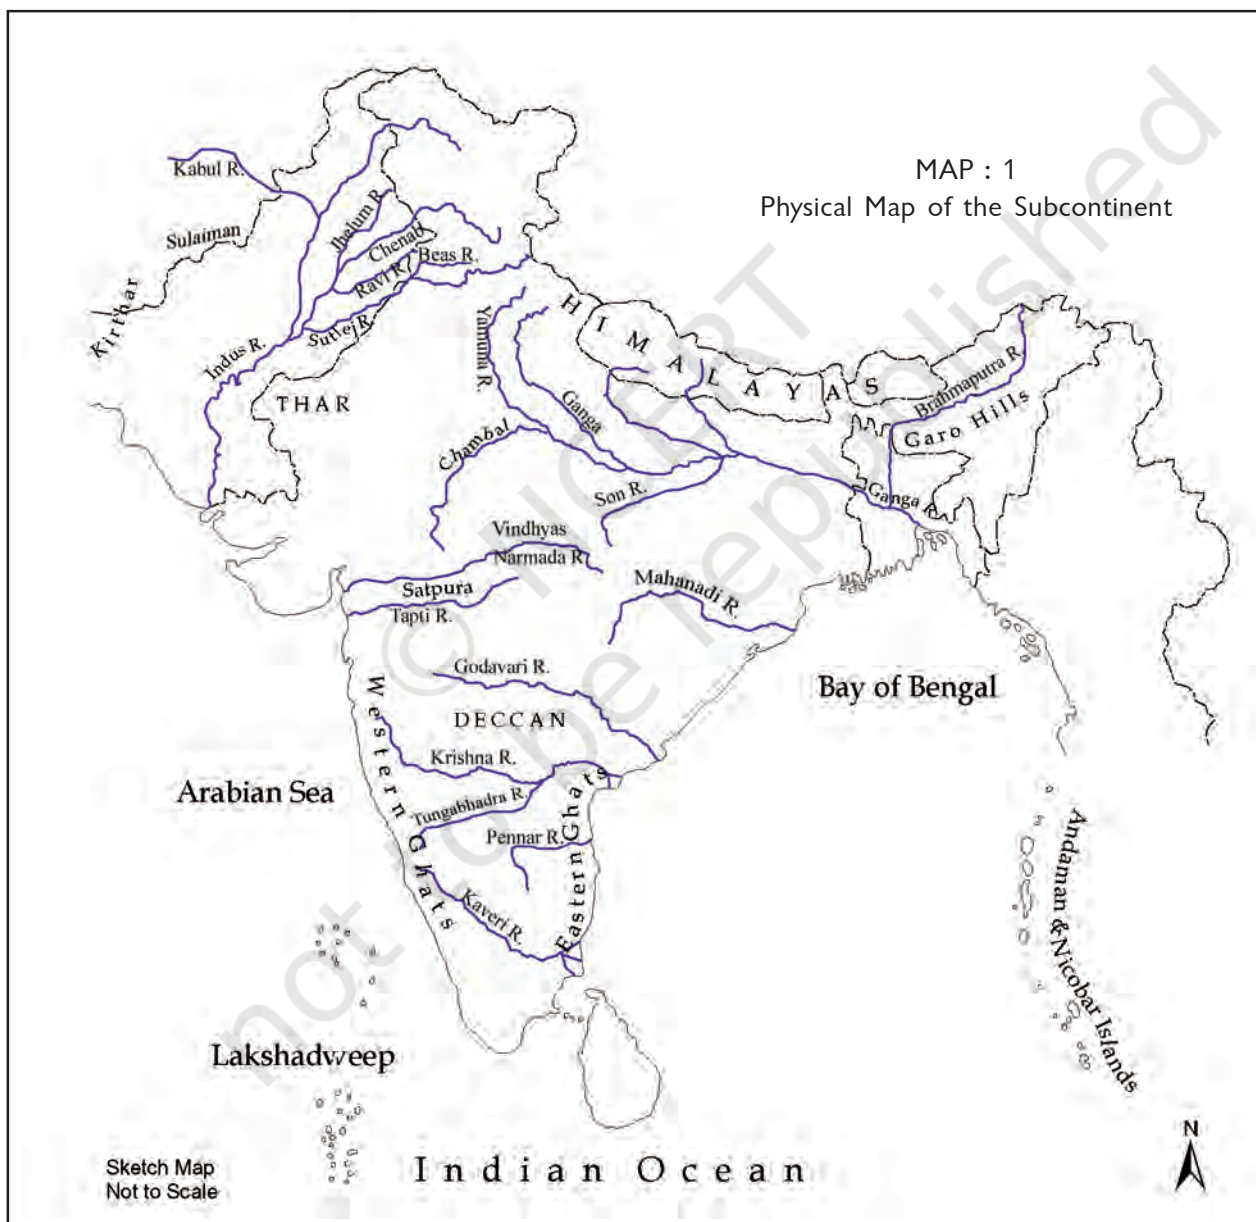 MAP : 1
Physical Map of the Subcontinent
Kabul R.
Sulaiman
Kirthar
Jhelum R.
Chenab
Ravi R.
Beas R.
Sutlej R.
Indus R.
THAR
HIMALAYAS
Yamuna R.
Ganga
Chambal
Son R.
Brahmaputra R.
Garo Hills
Ganga R.
Vindhyas
Narmada R.
Satpura
Tapti R.
Mahanadi R.
Godavari R.
DECCAN
Krishna R.
Tungabhadra R.
Pennar R.
Kaveri R.
Western Ghats
Eastern Ghats
Bay of Bengal
Arabian Sea
Andaman & Nicobar Islands
Lakshadweep
Indian Ocean
Sketch Map
Not to Scale
N
© NCERT
not to be republished